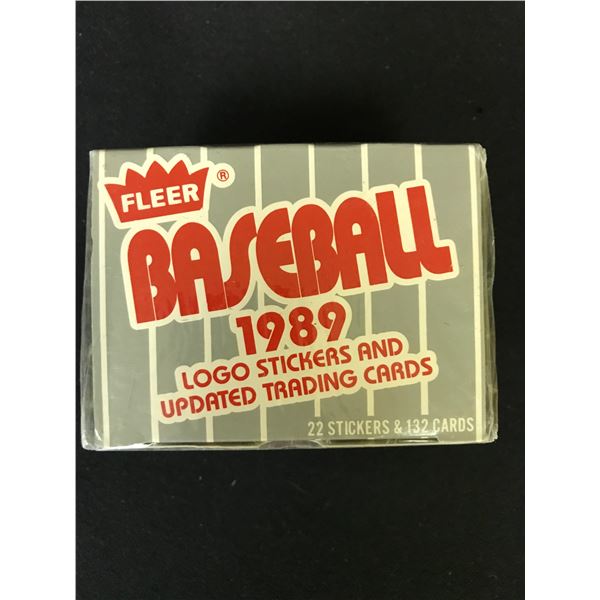 FLEER ®
BASEBALL
1989
LOGO STICKERS AND
UPDATED TRADING CARDS
22 STICKERS & 132 CARDS